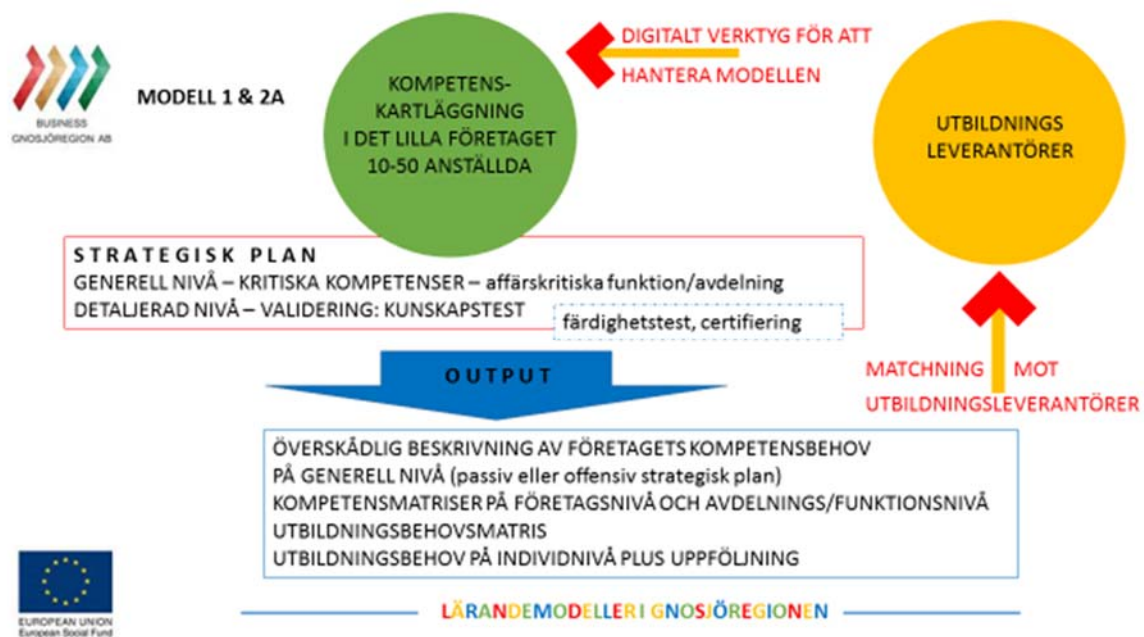 BUSINESS
GNOSJÖREGION AB
MODELL 1 & 2A
KOMPETENS-
KARTLÄGGNING
I DET LILLA FÖRETAGET
10-50 ANSTÄLLDA
DIGITALT VERKTYG FÖR ATT
HANTERA MODELLEN
UTBILDNINGS
LEVERANTÖRER
STRATEGISK PLAN
GENERELL NIVÅ – KRITISKA KOMPETENSER – affärskritiska funktion/avdelning
DETALJERAD NIVÅ – VALIDERING: KUNSKAPSTEST
färdighetstest, certifiering
OUTPUT
MATCHNING MOT
UTBILDNINGSLEVERANTÖRER
ÖVERSKÅDLIG BESKRIVNING AV FÖRETAGETS KOMPETENSBEHOV
PÅ GENERELL NIVÅ (passiv eller offensiv strategisk plan)
KOMPETENSMATRISER PÅ FÖRETAGSNIVÅ OCH AVDELNINGS/FUNKTIONSNIVÅ
UTBILDNINGSBEHOVSMATRIS
UTBILDNINGSBEHOV PÅ INDIVIDNIVÅ PLUS UPPFÖLJNING
EUROPEAN UNION
European Social Fund
LÄRANDEMODELLER I GNOSJÖREGIONEN